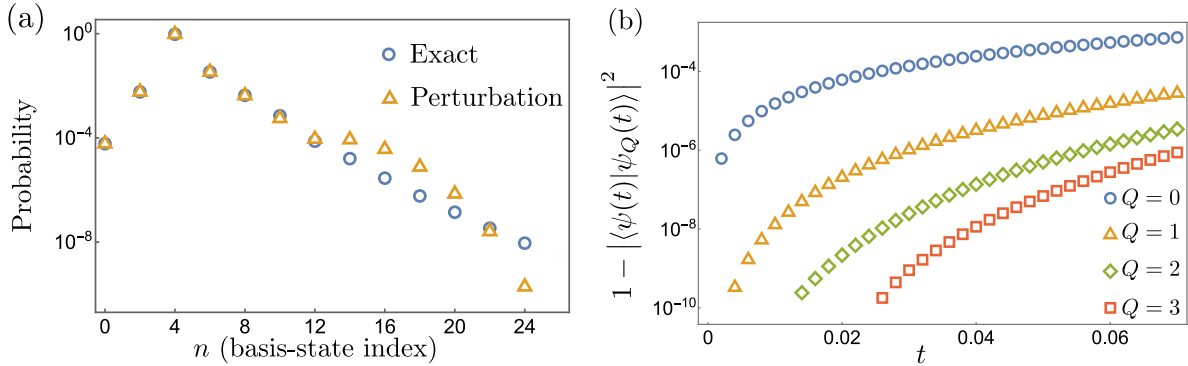 (a)
Probability
10^0
10^-4
10^-8
Exact
Perturbation
0 4 8 12 16 20 24
n (basis-state index)
(b)
1 − |⟨ψ(t)|ψ_Q(t)⟩|^2
10^-4
10^-6
10^-8
10^-10
Q = 0
Q = 1
Q = 2
Q = 3
0 0.02 0.04 0.06
t